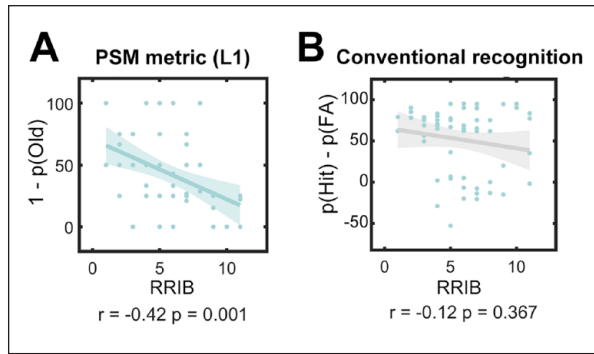 A PSM metric (L1)
1 - p(Old)
100
50
0
0 5 10
RRIB
r = -0.42 p = 0.001
B Conventional recognition
p(Hit) - p(FA)
100
50
0
-50
0 5 10
RRIB
r = -0.12 p = 0.367